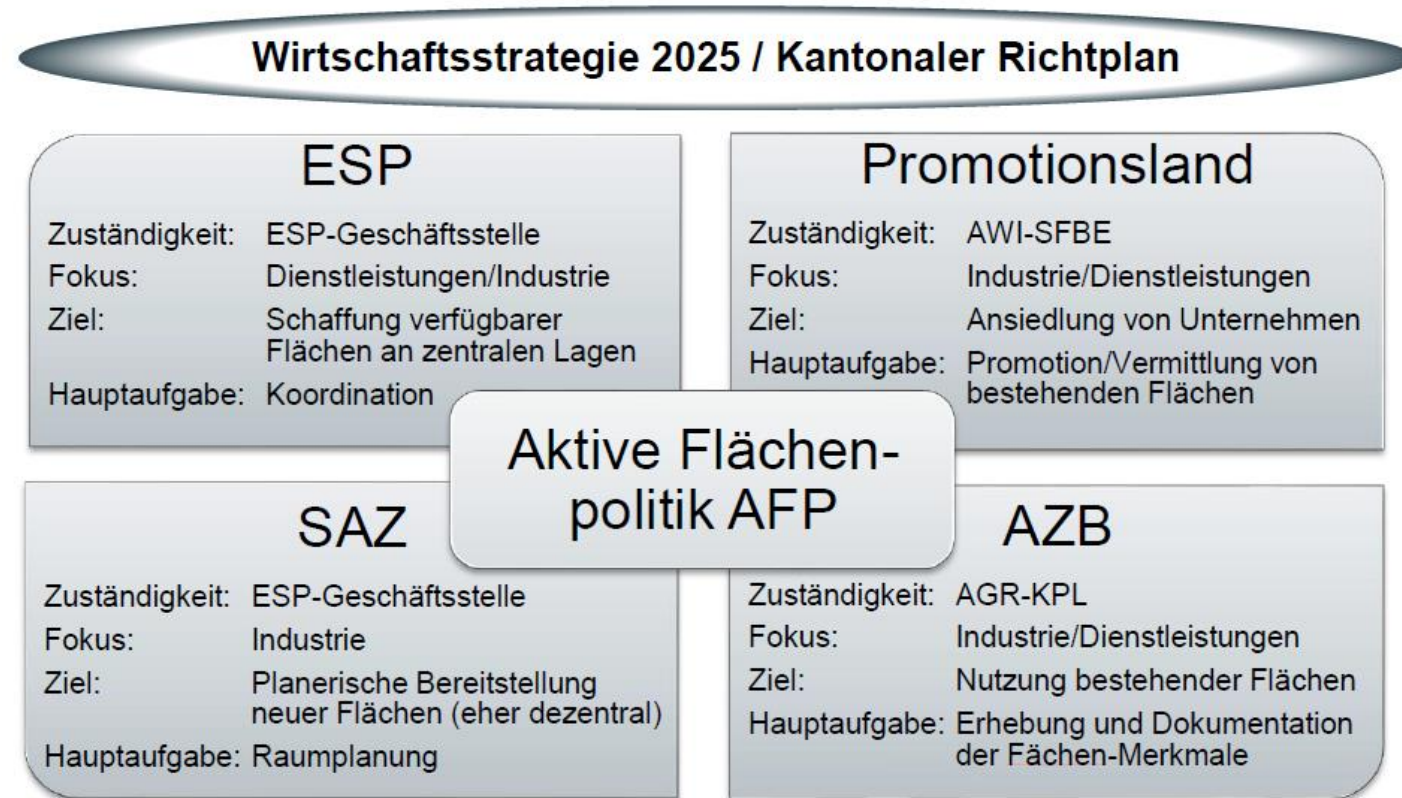 Wirtschaftsstrategie 2025 / Kantonaler Richtplan
ESP
Zuständigkeit: ESP-Geschäftsstelle
Fokus: Dienstleistungen/Industrie
Ziel: Schaffung verfügbarer
Flächen an zentralen Lagen
Hauptaufgabe: Koordination
Promotionsland
Zuständigkeit: AWI-SFBE
Fokus: Industrie/Dienstleistungen
Ziel: Ansiedlung von Unternehmen
Hauptaufgabe: Promotion/Vermittlung von
bestehenden Flächen
Aktive Flächen-
politik AFP
SAZ
Zuständigkeit: ESP-Geschäftsstelle
Fokus: Industrie
Ziel: Planerische Bereitstellung
neuer Flächen (eher dezentral)
Hauptaufgabe: Raumplanung
AZB
Zuständigkeit: AGR-KPL
Fokus: Industrie/Dienstleistungen
Ziel: Nutzung bestehender Flächen
Hauptaufgabe: Erhebung und Dokumentation
der Fächen-Merkmale